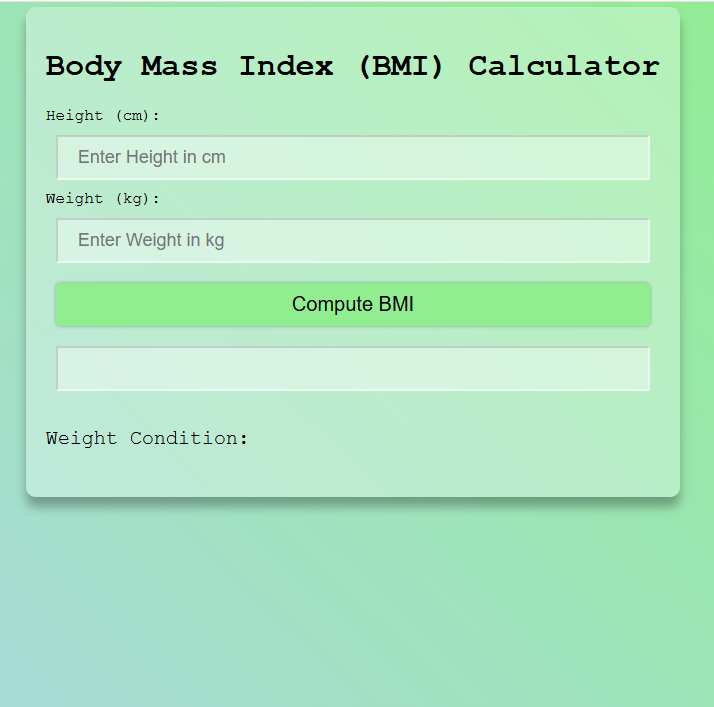 Body Mass Index (BMI) Calculator
Height (cm):
Enter Height in cm
Weight (kg):
Enter Weight in kg
Compute BMI
Weight Condition: